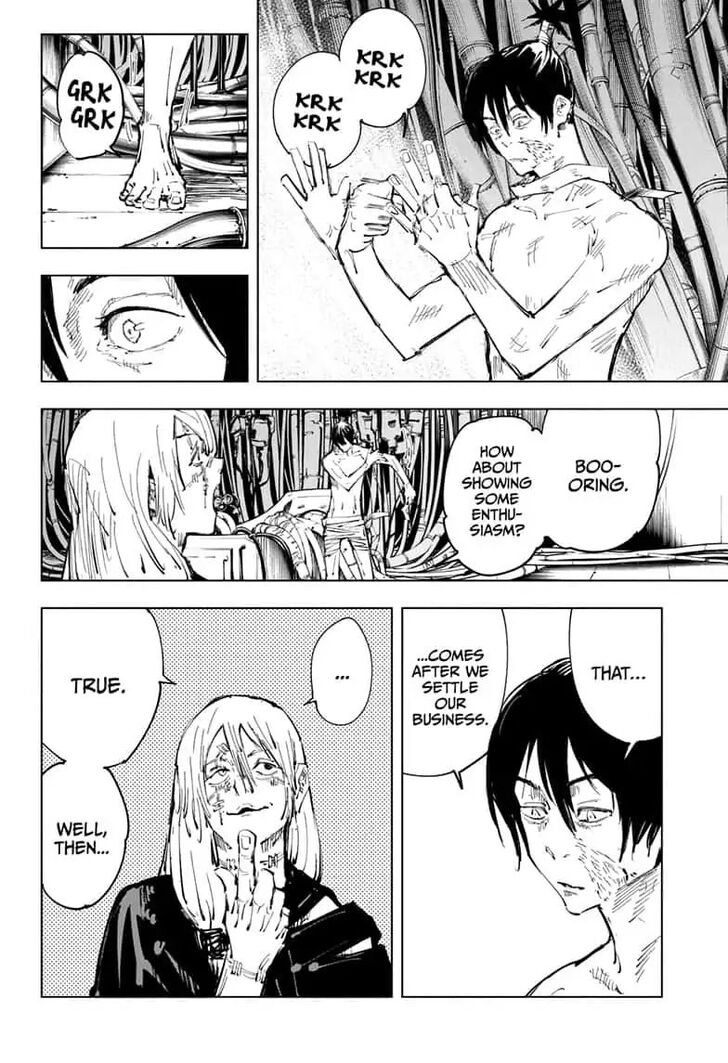 KRK
KRK
KRK
KRK
GRK
GRK
BOO-
ORING.
HOW
ABOUT
SHOWING
SOME
ENTHU-
SIASM?
THAT...
...COMES
AFTER WE
SETTLE
OUR
BUSINESS.
...
TRUE.
WELL,
THEN...